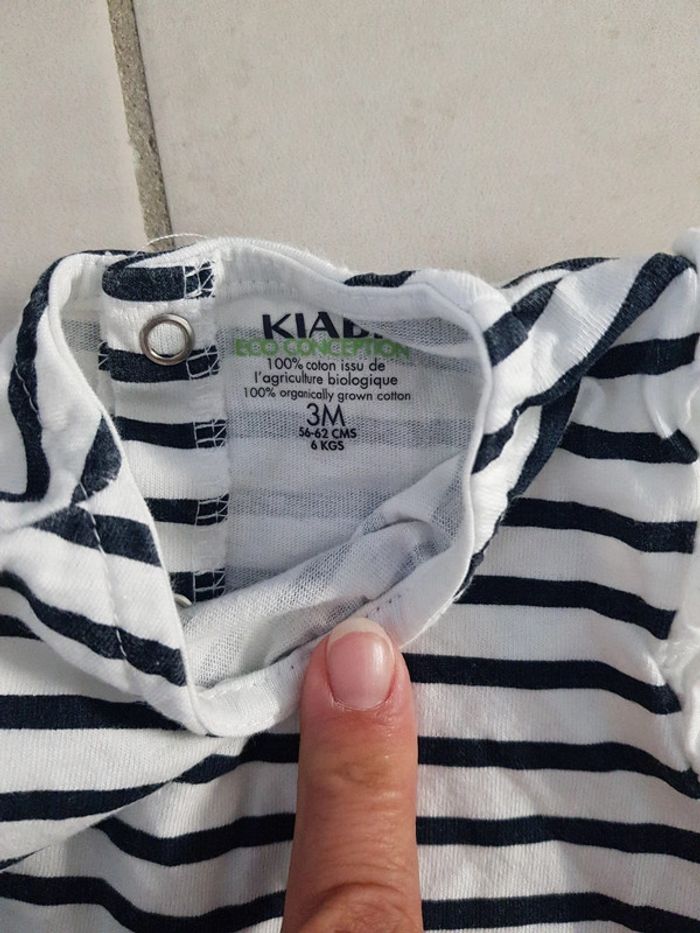 KIABI
ECO CONCEPTION
100% coton issu de
l'agriculture biologique
100% organically grown cotton
3M
56-62 CMS
6 KGS